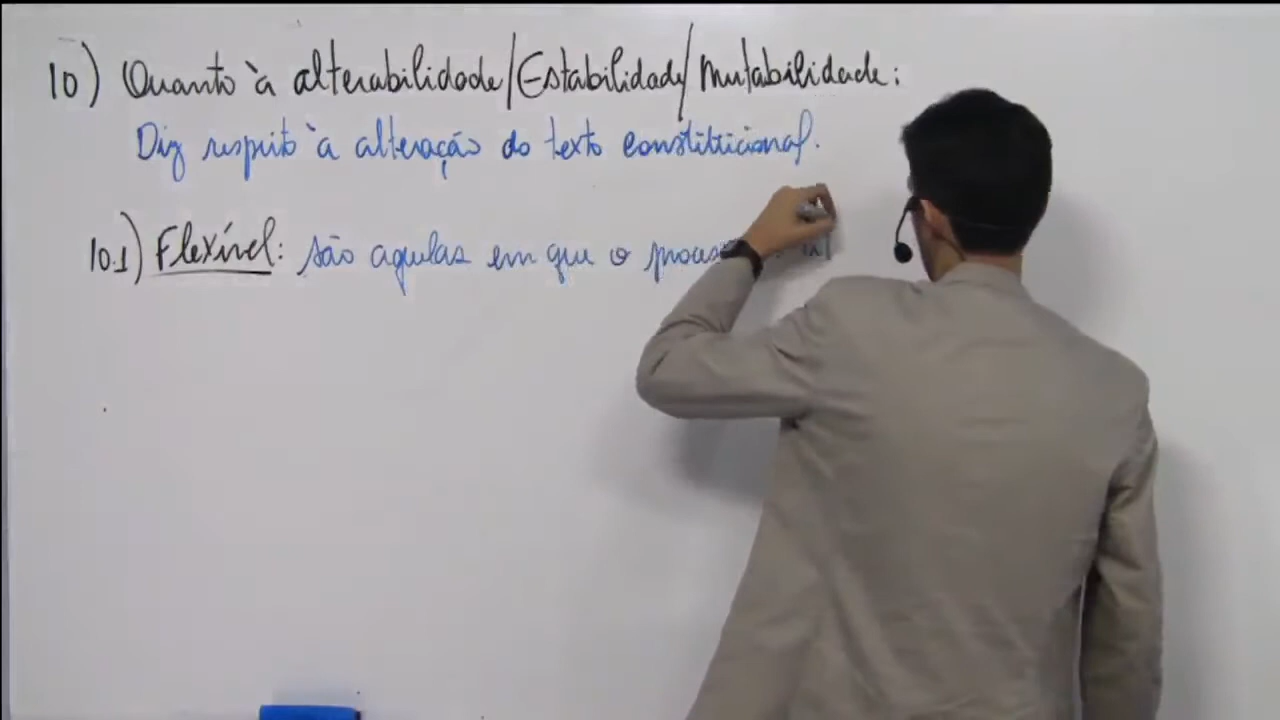 10) Quanto à alterabilidade/Estabilidade/Mutabilidade:
Diz respeito à alteração do texto constitucional.
10.1) Flexível: são aquelas em que o